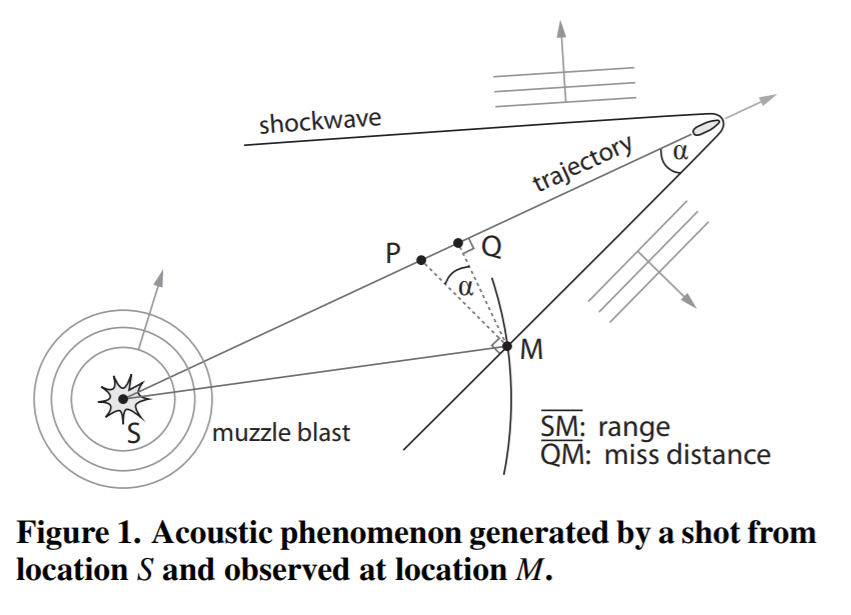 shockwave
trajectory
α
P
Q
α
M
S
muzzle blast
SM: range
QM: miss distance
Figure 1. Acoustic phenomenon generated by a shot from
location S and observed at location M.